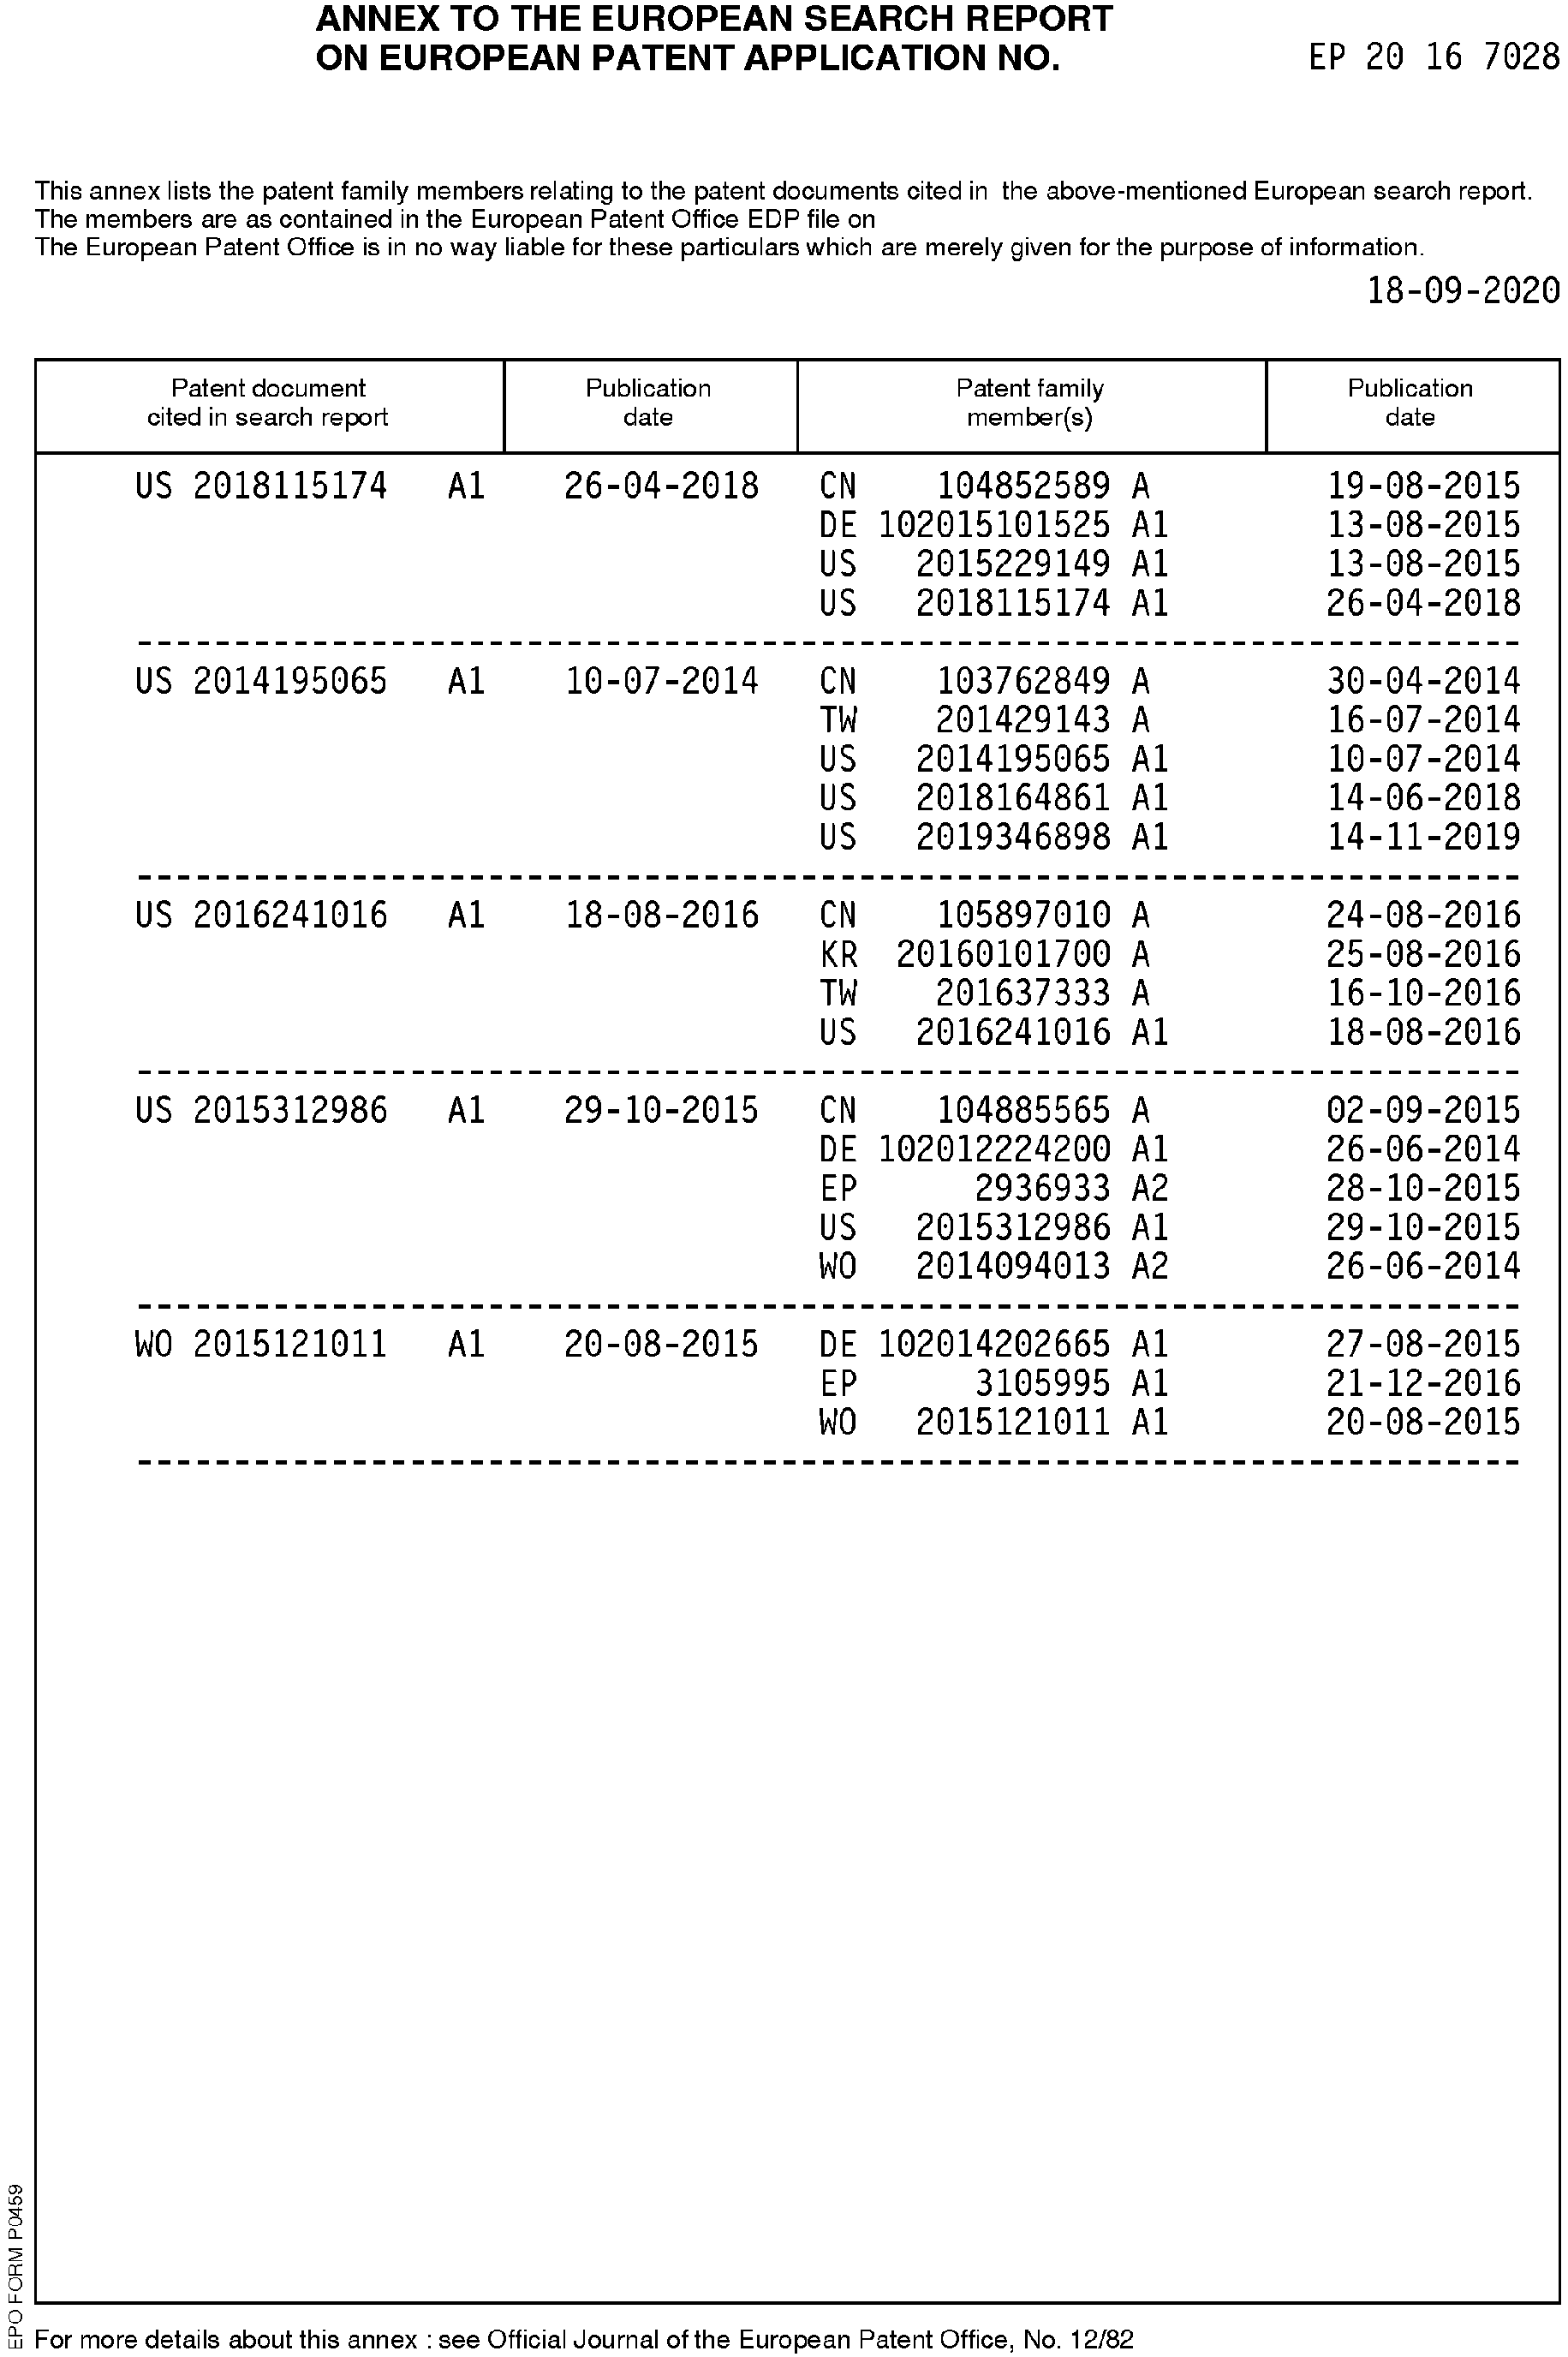 ANNEX TO THE EUROPEAN SEARCH REPORT
ON EUROPEAN PATENT APPLICATION NO. EP 20 16 7028
This annex lists the patent family members relating to the patent documents cited in the above-mentioned European search report.
The members are as contained in the European Patent Office EDP file on
The European Patent Office is in no way liable for these particulars which are merely given for the purpose of information.
18-09-2020
Patent document cited in search report Publication date Patent family member(s) Publication date
US 2018115174 A1 26-04-2018 CN 104852589 A 19-08-2015
DE 102015101525 A1 13-08-2015
US 2015229149 A1 13-08-2015
US 2018115174 A1 26-04-2018
US 2014195065 A1 10-07-2014 CN 103762849 A 30-04-2014
TW 201429143 A 16-07-2014
US 2014195065 A1 10-07-2014
US 2018164861 A1 14-06-2018
US 2019346898 A1 14-11-2019
US 2016241016 A1 18-08-2016 CN 105897010 A 24-08-2016
KR 20160101700 A 25-08-2016
TW 201637333 A 16-10-2016
US 2016241016 A1 18-08-2016
US 2015312986 A1 29-10-2015 CN 104885565 A 02-09-2015
DE 102012224200 A1 26-06-2014
EP 2936933 A2 28-10-2015
US 2015312986 A1 29-10-2015
WO 2014094013 A2 26-06-2014
WO 2015121011 A1 20-08-2015 DE 102014202665 A1 27-08-2015
EP 3105995 A1 21-12-2016
WO 2015121011 A1 20-08-2015
EPO FORM P0459
For more details about this annex : see Official Journal of the European Patent Office, No. 12/82